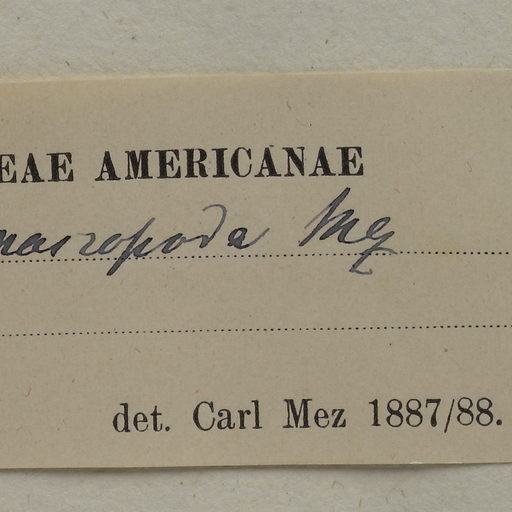 EAE AMERICANAE
macropoda Mez
det. Carl Mez 1887/88.